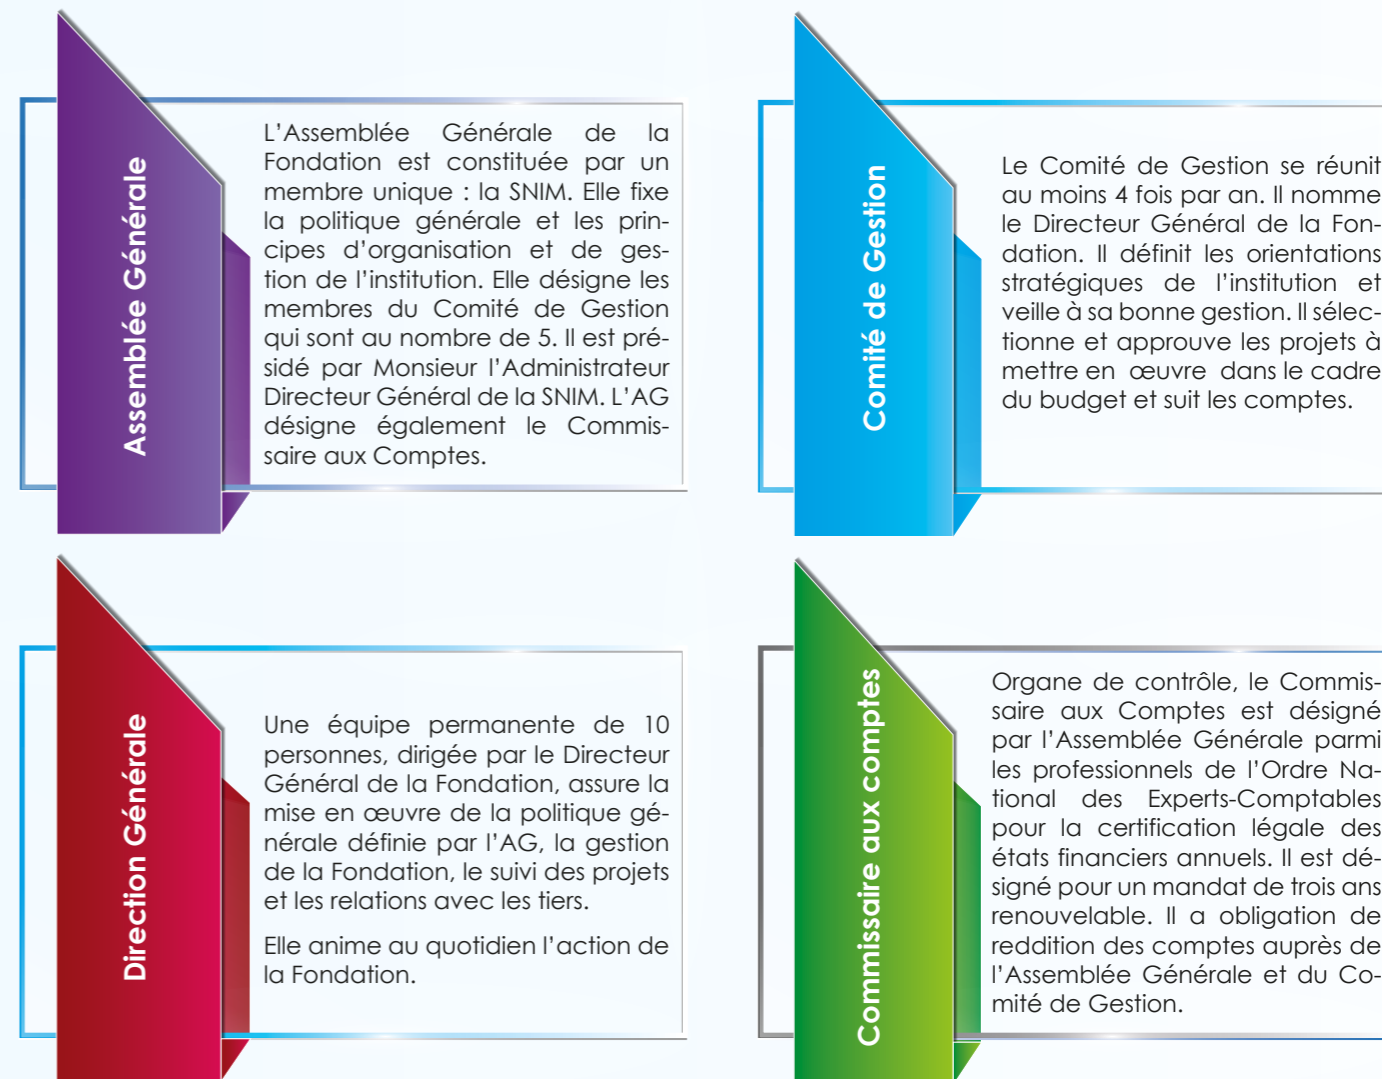 Assemblée Générale
L’Assemblée Générale de la
Fondation est constituée par un
membre unique : la SNIM. Elle fixe
la politique générale et les prin-
cipes d’organisation et de ges-
tion de l’institution. Elle désigne les
membres du Comité de Gestion
qui sont au nombre de 5. Il est pré-
sidé par Monsieur l’Administrateur
Directeur Général de la SNIM. L’AG
désigne également le Commis-
saire aux Comptes.
Comité de Gestion
Le Comité de Gestion se réunit
au moins 4 fois par an. Il nomme
le Directeur Général de la Fon-
dation. Il définit les orientations
stratégiques de l’institution et
veille à sa bonne gestion. Il sélec-
tionne et approuve les projets à
mettre en œuvre dans le cadre
du budget et suit les comptes.
Direction Générale
Une équipe permanente de 10
personnes, dirigée par le Directeur
Général de la Fondation, assure la
mise en œuvre de la politique gé-
nérale définie par l’AG, la gestion
de la Fondation, le suivi des projets
et les relations avec les tiers.
Elle anime au quotidien l’action de
la Fondation.
Commissaire aux comptes
Organe de contrôle, le Commis-
saire aux Comptes est désigné
par l’Assemblée Générale parmi
les professionnels de l’Ordre Na-
tional des Experts-Comptables
pour la certification légale des
états financiers annuels. Il est dé-
signé pour un mandat de trois ans
renouvelable. Il a obligation de
reddition des comptes auprès de
l’Assemblée Générale et du Co-
mité de Gestion.